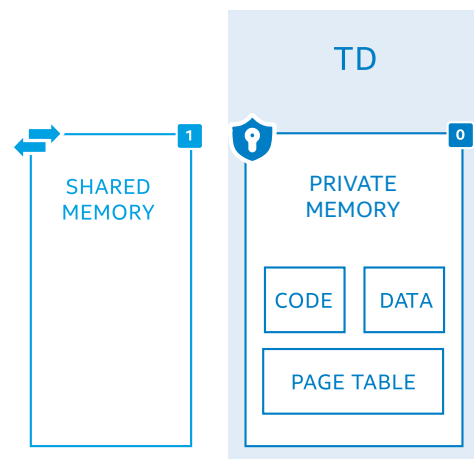 TD
1
SHARED
MEMORY
0
PRIVATE
MEMORY
CODE
DATA
PAGE TABLE